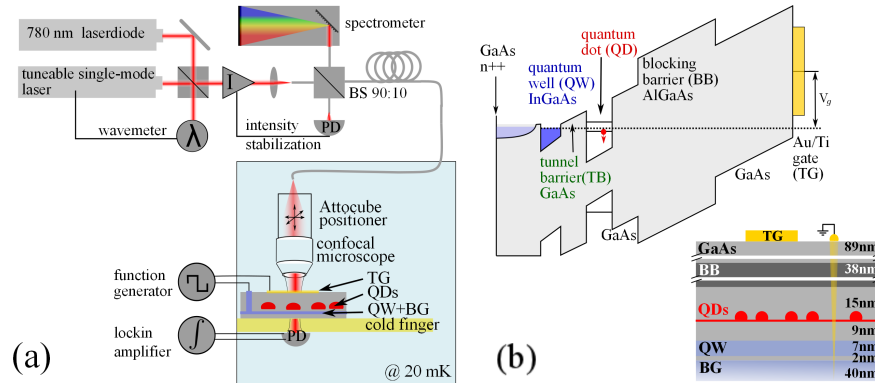 (a)
780 nm laserdiode
tuneable single-mode
laser
wavemeter
λ
I
intensity
stabilization
spectrometer
BS 90:10
PD
Attocube
positioner
confocal
microscope
function
generator
TG
QDs
QW+BG
cold finger
lockin
amplifier
∫
PD
@ 20 mK
(b)
GaAs
n++
quantum
well (QW)
InGaAs
quantum
dot (QD)
blocking
barrier (BB)
AlGaAs
tunnel
barrier(TB)
GaAs
GaAs
GaAs
Vg
Au/Ti
gate
(TG)
TG
GaAs 89nm
BB 38nm
15nm
QDs
9nm
QW 7nm
2nm
BG 40nm